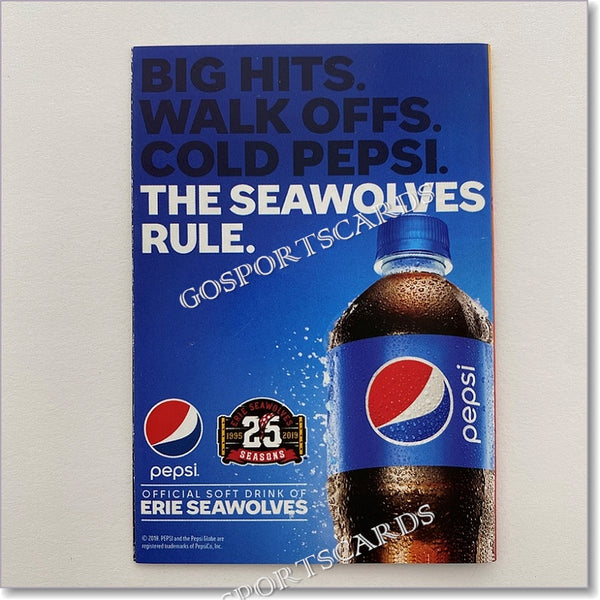 BIG HITS.
WALK OFFS.
COLD PEPSI.
THE SEAWOLVES
RULE.
GOSPORTSCARDS
pepsi
pepsi.
ERIE SEAWOLVES
1995 25 2019
SEASONS
OFFICIAL SOFT DRINK OF
ERIE SEAWOLVES
© 2019. PEPSI and the Pepsi Globe are
registered trademarks of PepsiCo, Inc.
GOSPORTSCARDS